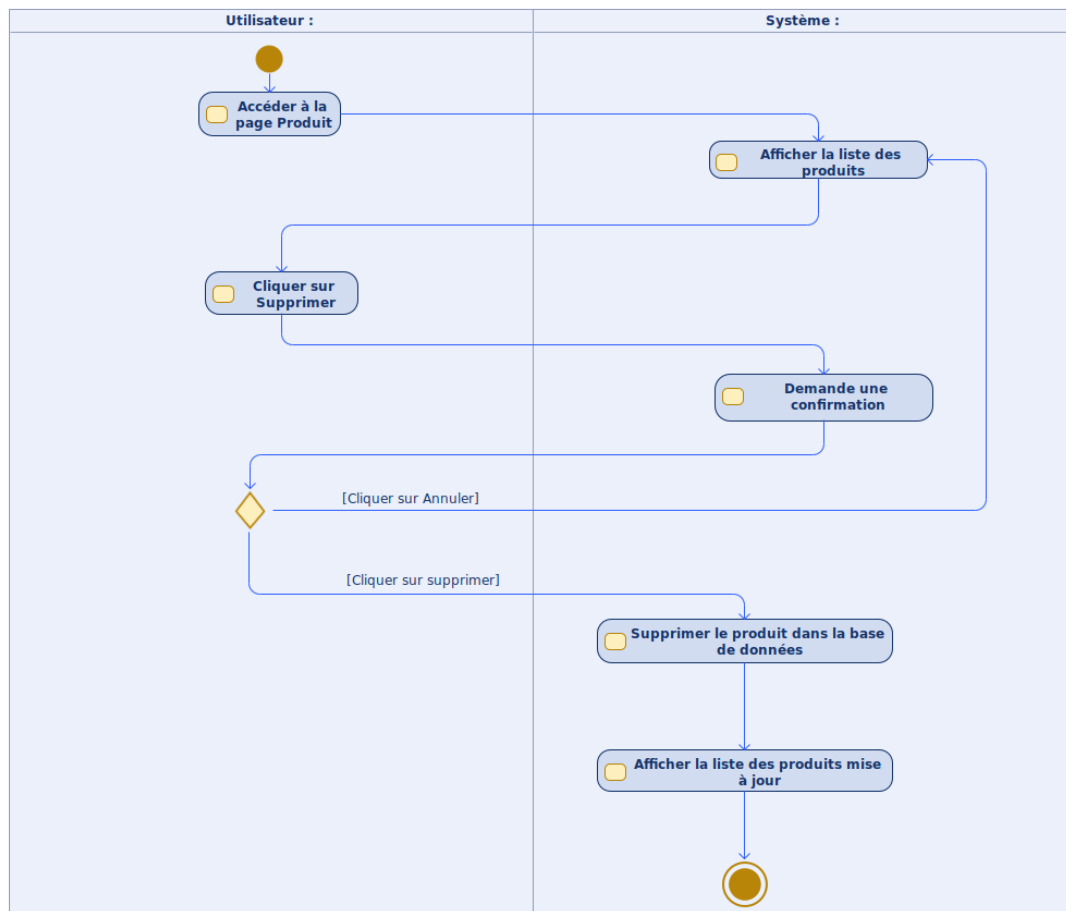 Utilisateur :
Système :
Accéder à la
page Produit
Afficher la liste des
produits
Cliquer sur
Supprimer
Demande une
confirmation
[Cliquer sur Annuler]
[Cliquer sur supprimer]
Supprimer le produit dans la base
de données
Afficher la liste des produits mise
à jour